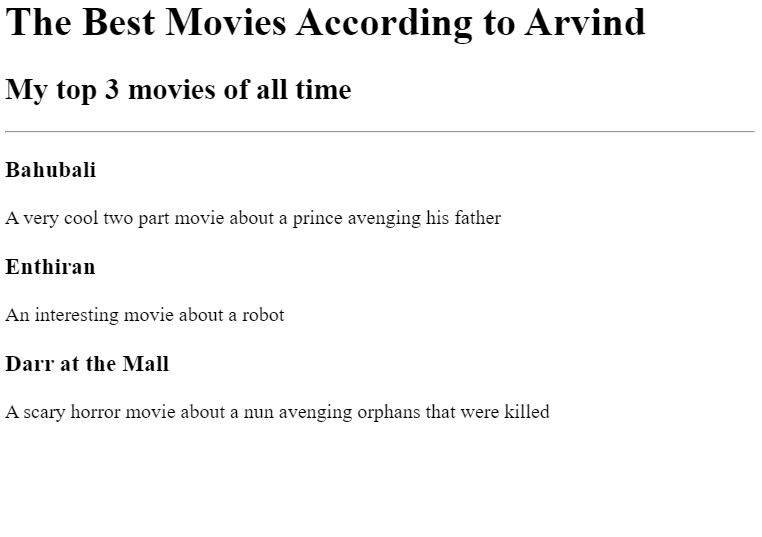 The Best Movies According to Arvind
My top 3 movies of all time
Bahubali
A very cool two part movie about a prince avenging his father
Enthiran
An interesting movie about a robot
Darr at the Mall
A scary horror movie about a nun avenging orphans that were killed